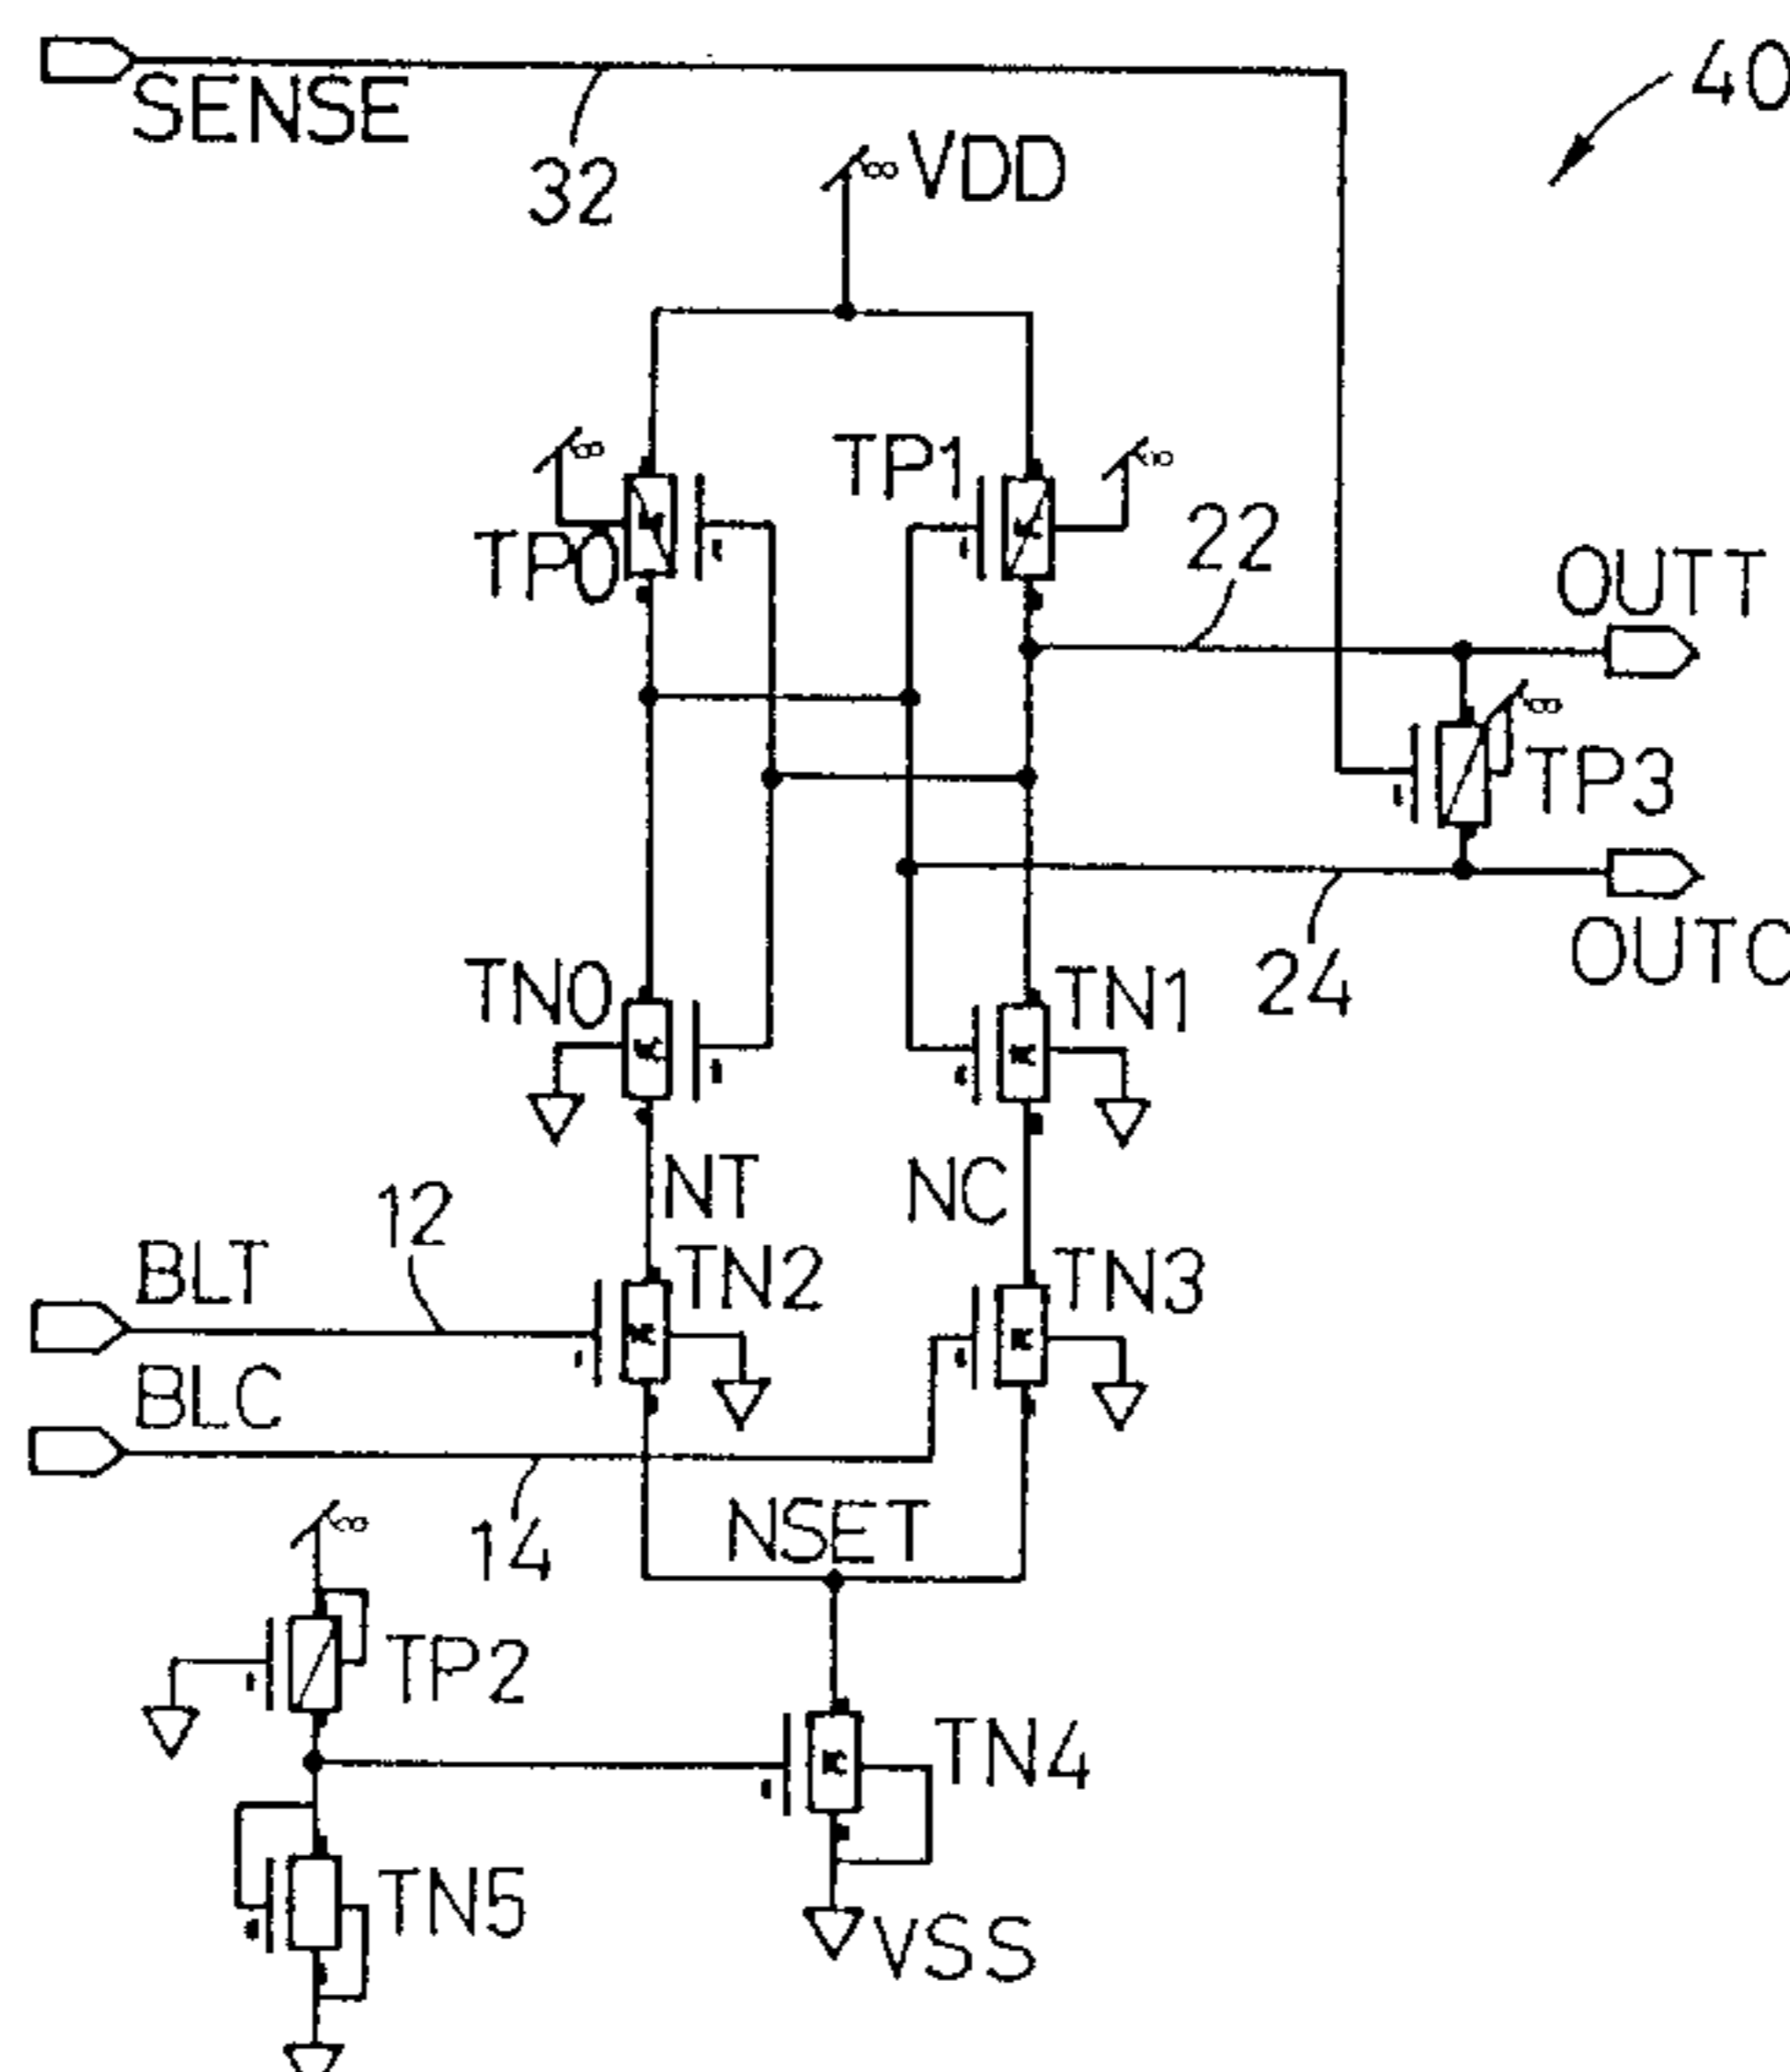 40
SENSE
32
VDD
TP1
TP0
22
OUTT
TP3
24
OUTC
TN0
TN1
NT
NC
12
BLT
TN2
TN3
BLC
14
NSET
TP2
TN4
TN5
VSS